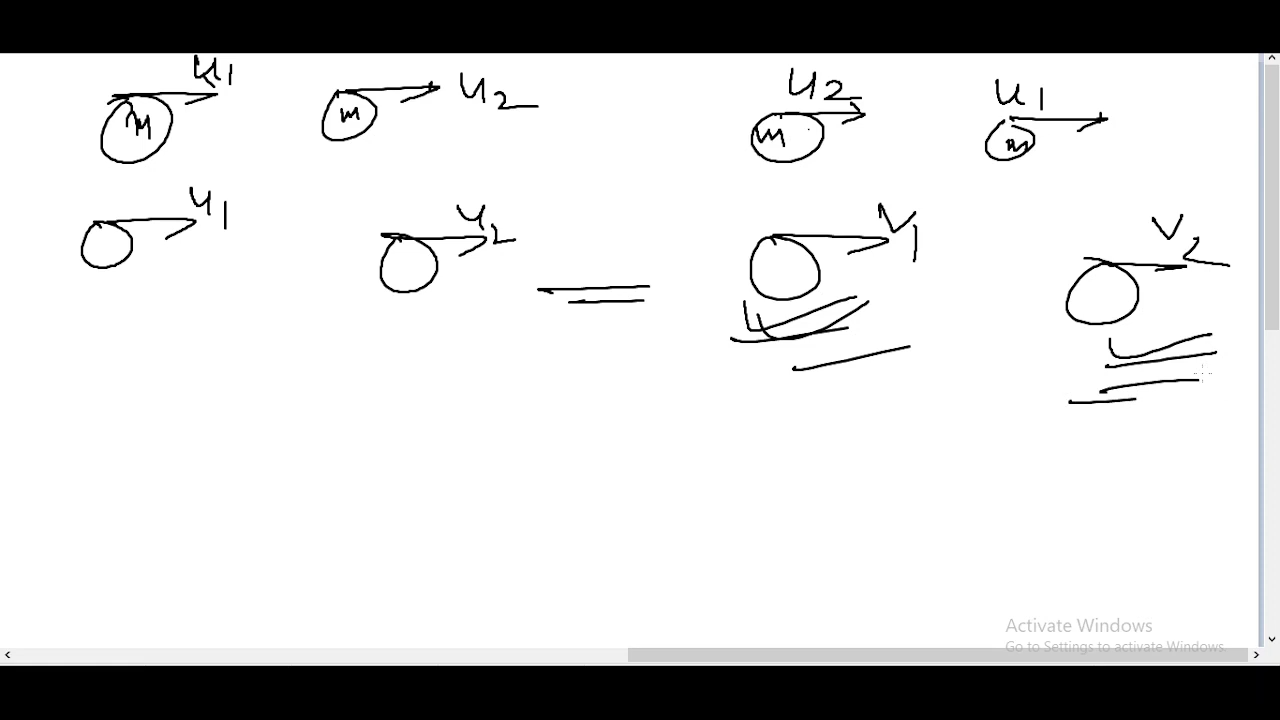 u1 u2 u2 u1
M m m m
u1 u2 v1 v2
Activate Windows
Go to Settings to activate Windows.